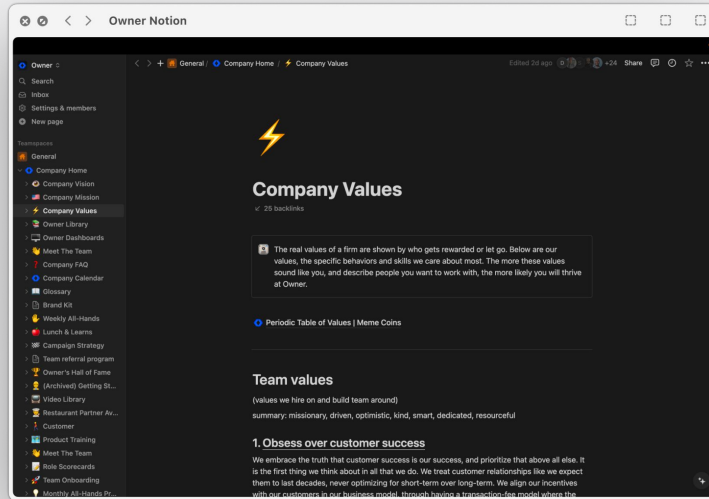 Owner Notion
Owner
Search
Inbox
Settings & members
New page
Teamspaces
General
Company Home
Company Vision
Company Mission
Company Values
Owner Library
Owner Dashboards
Meet The Team
Company FAQ
Company Calendar
Glossary
Brand Kit
Weekly All-Hands
Lunch & Learns
Campaign Strategy
Team referral program
Owner's Hall of Fame
(Archived) Getting St...
Video Library
Restaurant Partner Av...
Customer
Product Training
Meet The Team
Role Scorecards
Team Onboarding
Monthly All-Hands Pr...
General / Company Home / Company Values
Edited 2d ago D +24 Share
Company Values
25 backlinks
The real values of a firm are shown by who gets rewarded or let go. Below are our
values, the specific behaviors and skills we care about most. The more these values
sound like you, and describe people you want to work with, the more likely you will thrive
at Owner.
Periodic Table of Values | Meme Coins
Team values
(values we hire on and build team around)
summary: missionary, driven, optimistic, kind, smart, dedicated, resourceful
1. Obsess over customer success
We embrace the truth that customer success is our success, and prioritize that above all else. It
is the first thing we think about in all that we do. We treat customer relationships like we expect
them to last decades, never optimizing for short-term over long-term. We align our incentives
with our customers in our business model, through having a transaction-fee model where the